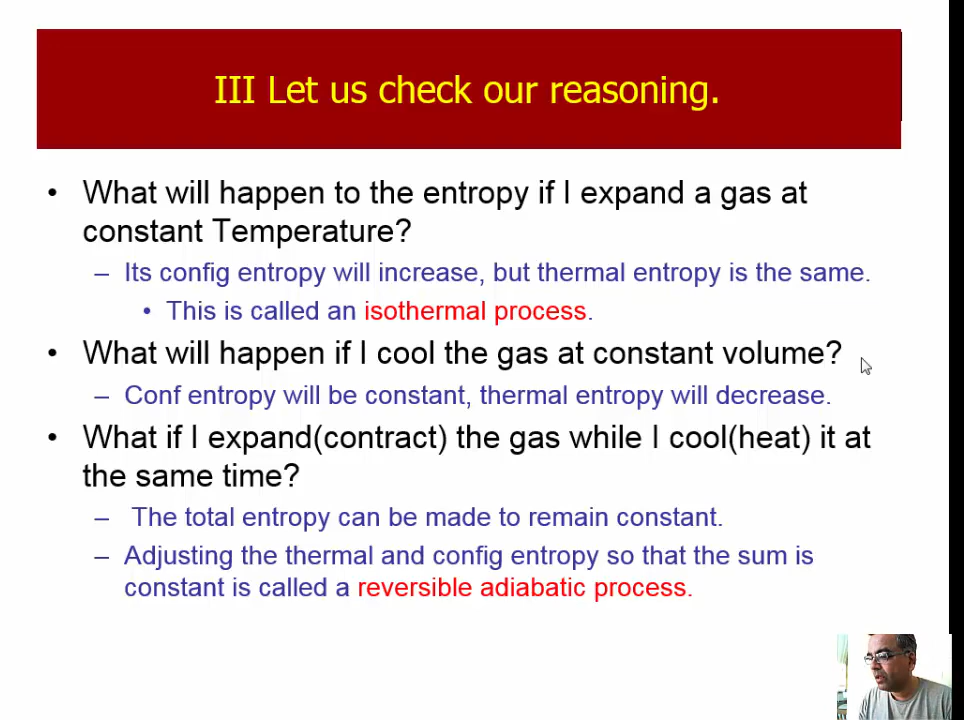 III Let us check our reasoning.
• What will happen to the entropy if I expand a gas at
constant Temperature?
– Its config entropy will increase, but thermal entropy is the same.
• This is called an isothermal process.
• What will happen if I cool the gas at constant volume?
– Conf entropy will be constant, thermal entropy will decrease.
• What if I expand(contract) the gas while I cool(heat) it at
the same time?
– The total entropy can be made to remain constant.
– Adjusting the thermal and config entropy so that the sum is
constant is called a reversible adiabatic process.